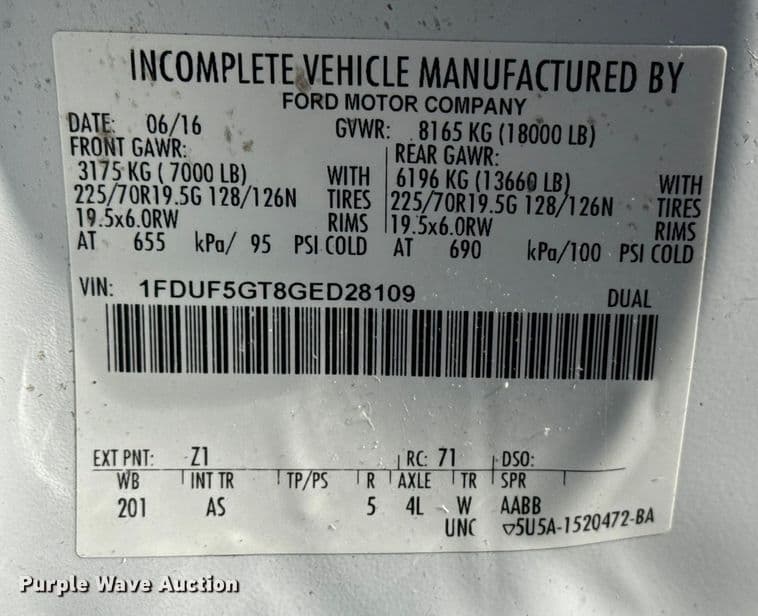 INCOMPLETE VEHICLE MANUFACTURED BY
FORD MOTOR COMPANY
DATE: 06/16 GVWR: 8165 KG (18000 LB)
FRONT GAWR: REAR GAWR:
3175 KG ( 7000 LB) WITH 6196 KG (13660 LB) WITH
225/70R19.5G 128/126N TIRES 225/70R19.5G 128/126N TIRES
19.5x6.0RW RIMS 19.5x6.0RW RIMS
AT 655 kPa/ 95 PSI COLD AT 690 kPa/100 PSI COLD
VIN: 1FDUF5GT8GED28109 DUAL
EXT PNT: Z1 RC: 71 DSO:
WB INT TR TP/PS R AXLE TR SPR
201 AS 5 4L W AABB
UNC ▽5U5A-1520472-BA
Purple Wave Auction